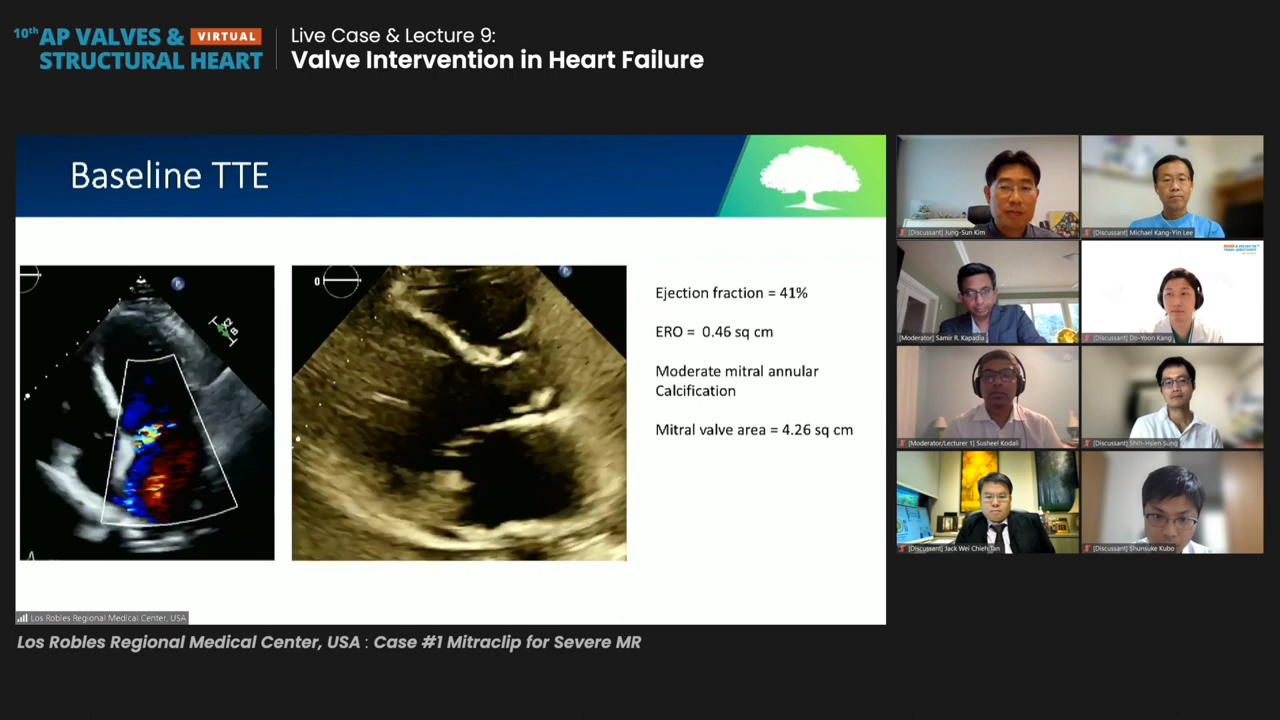 10th AP VALVES & VIRTUAL
STRUCTURAL HEART
Live Case & Lecture 9:
Valve Intervention in Heart Failure
Baseline TTE
0
Ejection fraction = 41%
ERO = 0.46 sq cm
Moderate mitral annular
Calcification
Mitral valve area = 4.26 sq cm
Los Robles Regional Medical Center, USA
[Discussant] Jung-Sun Kim
[Discussant] Michael Kang-Yin Lee
[Moderator] Samir R. Kapadia
[Discussant] Do-Yoon Kang
[Moderator/Lecturer 1] Susheel Kodali
[Discussant] Shih-Hsien Sung
[Discussant] Jack Wei Chieh Tan
[Discussant] Shunsuke Kubo
Los Robles Regional Medical Center, USA : Case #1 Mitraclip for Severe MR